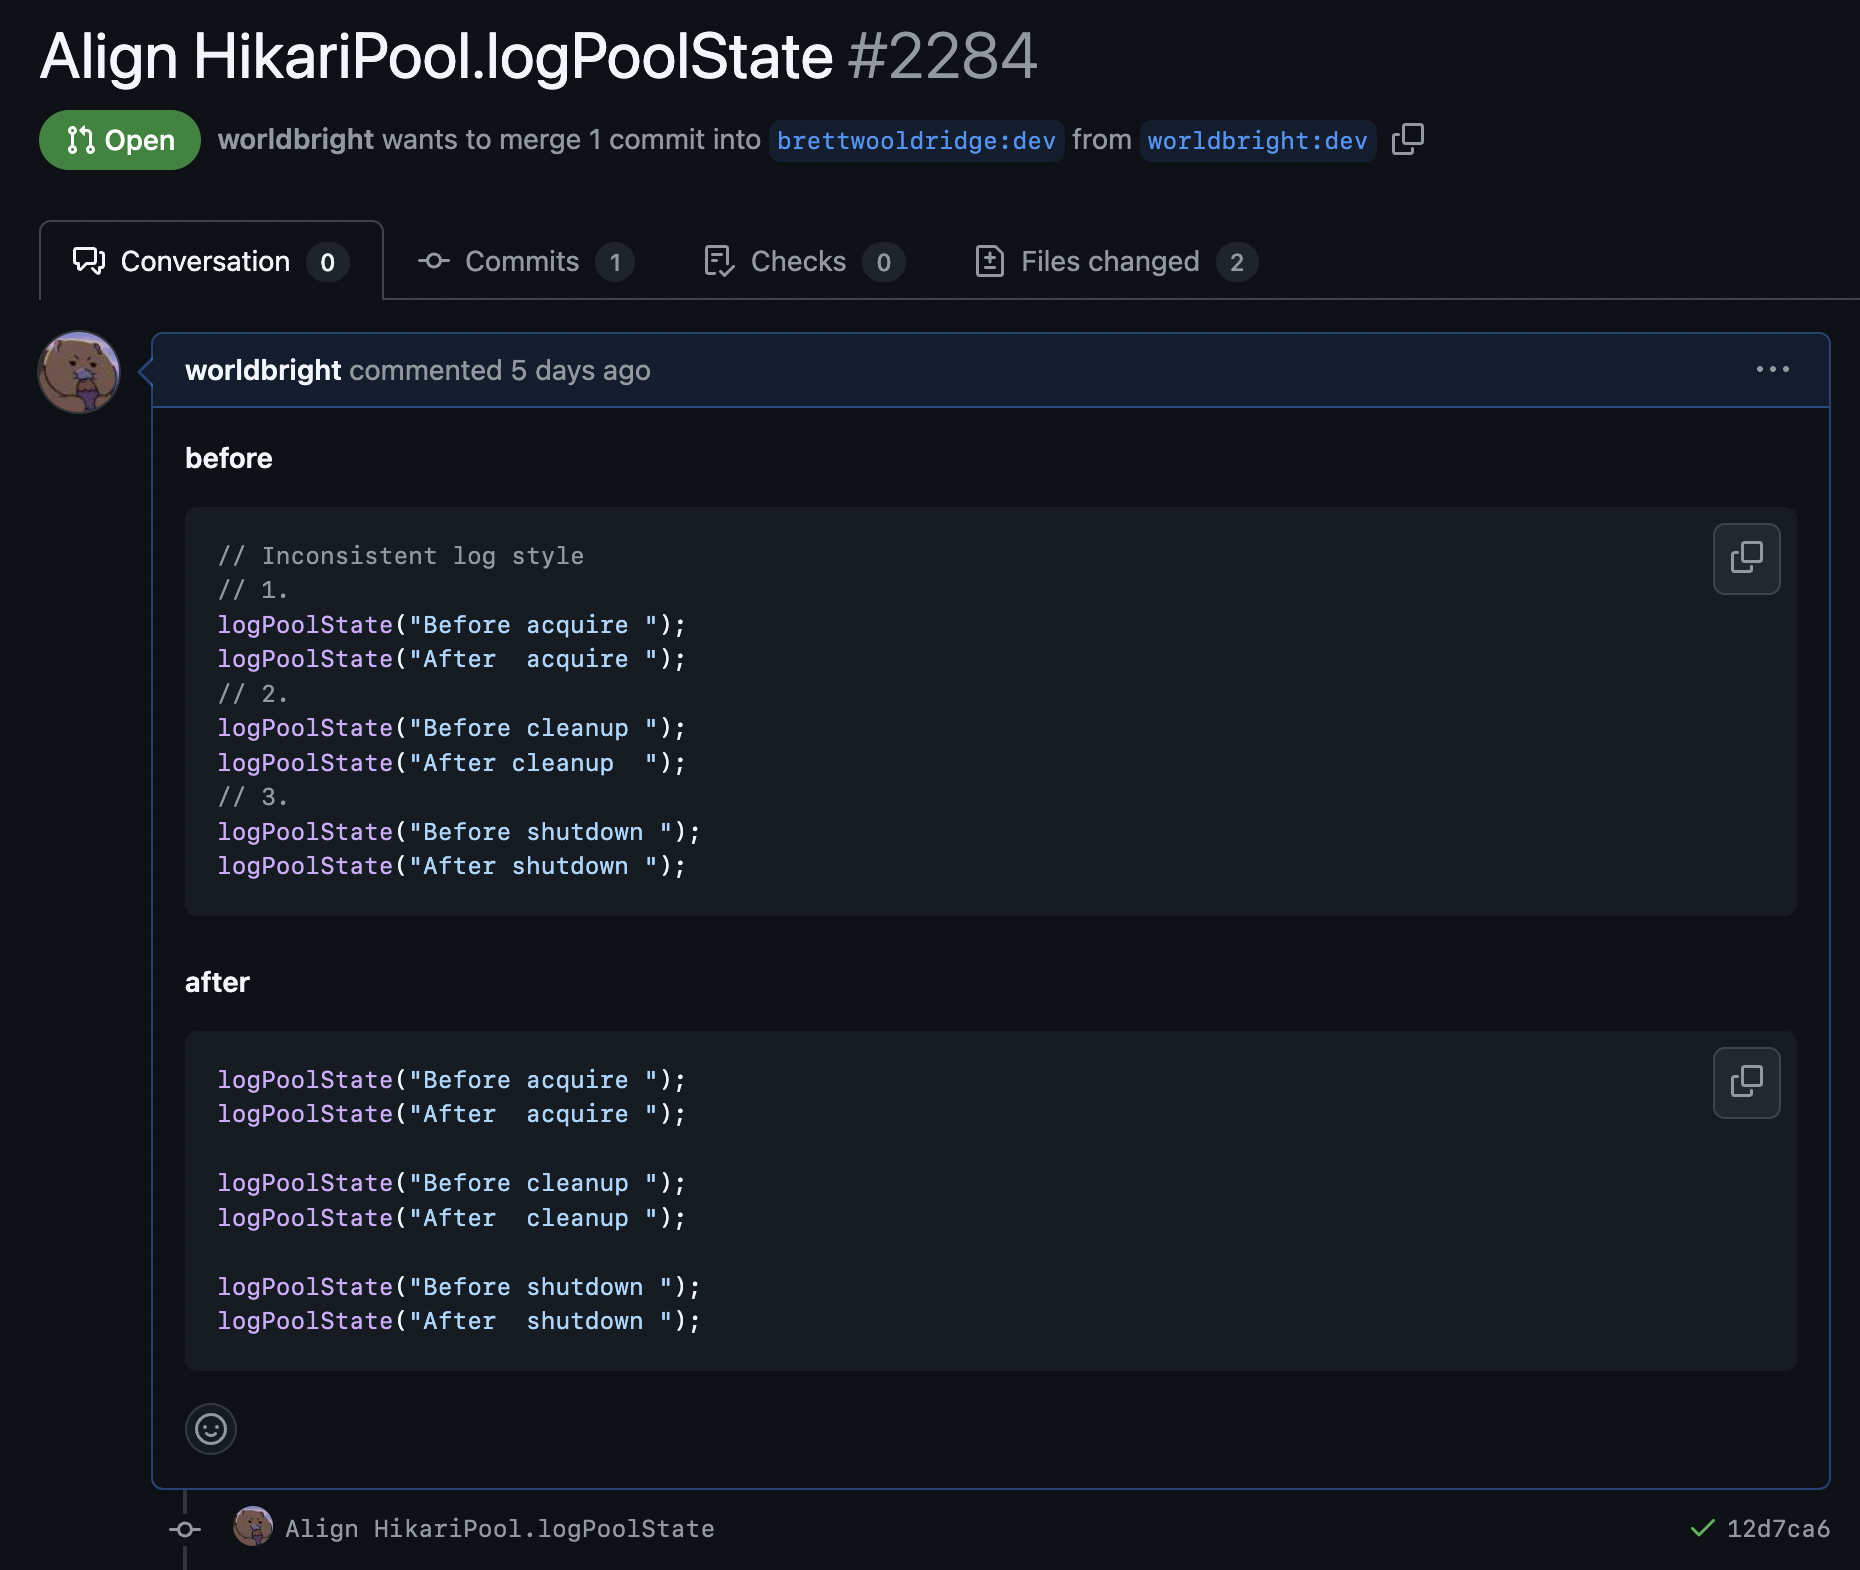 Align HikariPool.logPoolState #2284
Open worldbright wants to merge 1 commit into brettwooldridge:dev from worldbright:dev
Conversation 0 Commits 1 Checks 0 Files changed 2
worldbright commented 5 days ago
before
// Inconsistent log style
// 1.
logPoolState("Before acquire ");
logPoolState("After  acquire ");
// 2.
logPoolState("Before cleanup ");
logPoolState("After cleanup  ");
// 3.
logPoolState("Before shutdown ");
logPoolState("After shutdown ");
after
logPoolState("Before acquire ");
logPoolState("After  acquire ");
logPoolState("Before cleanup ");
logPoolState("After  cleanup ");
logPoolState("Before shutdown ");
logPoolState("After  shutdown ");
Align HikariPool.logPoolState 12d7ca6